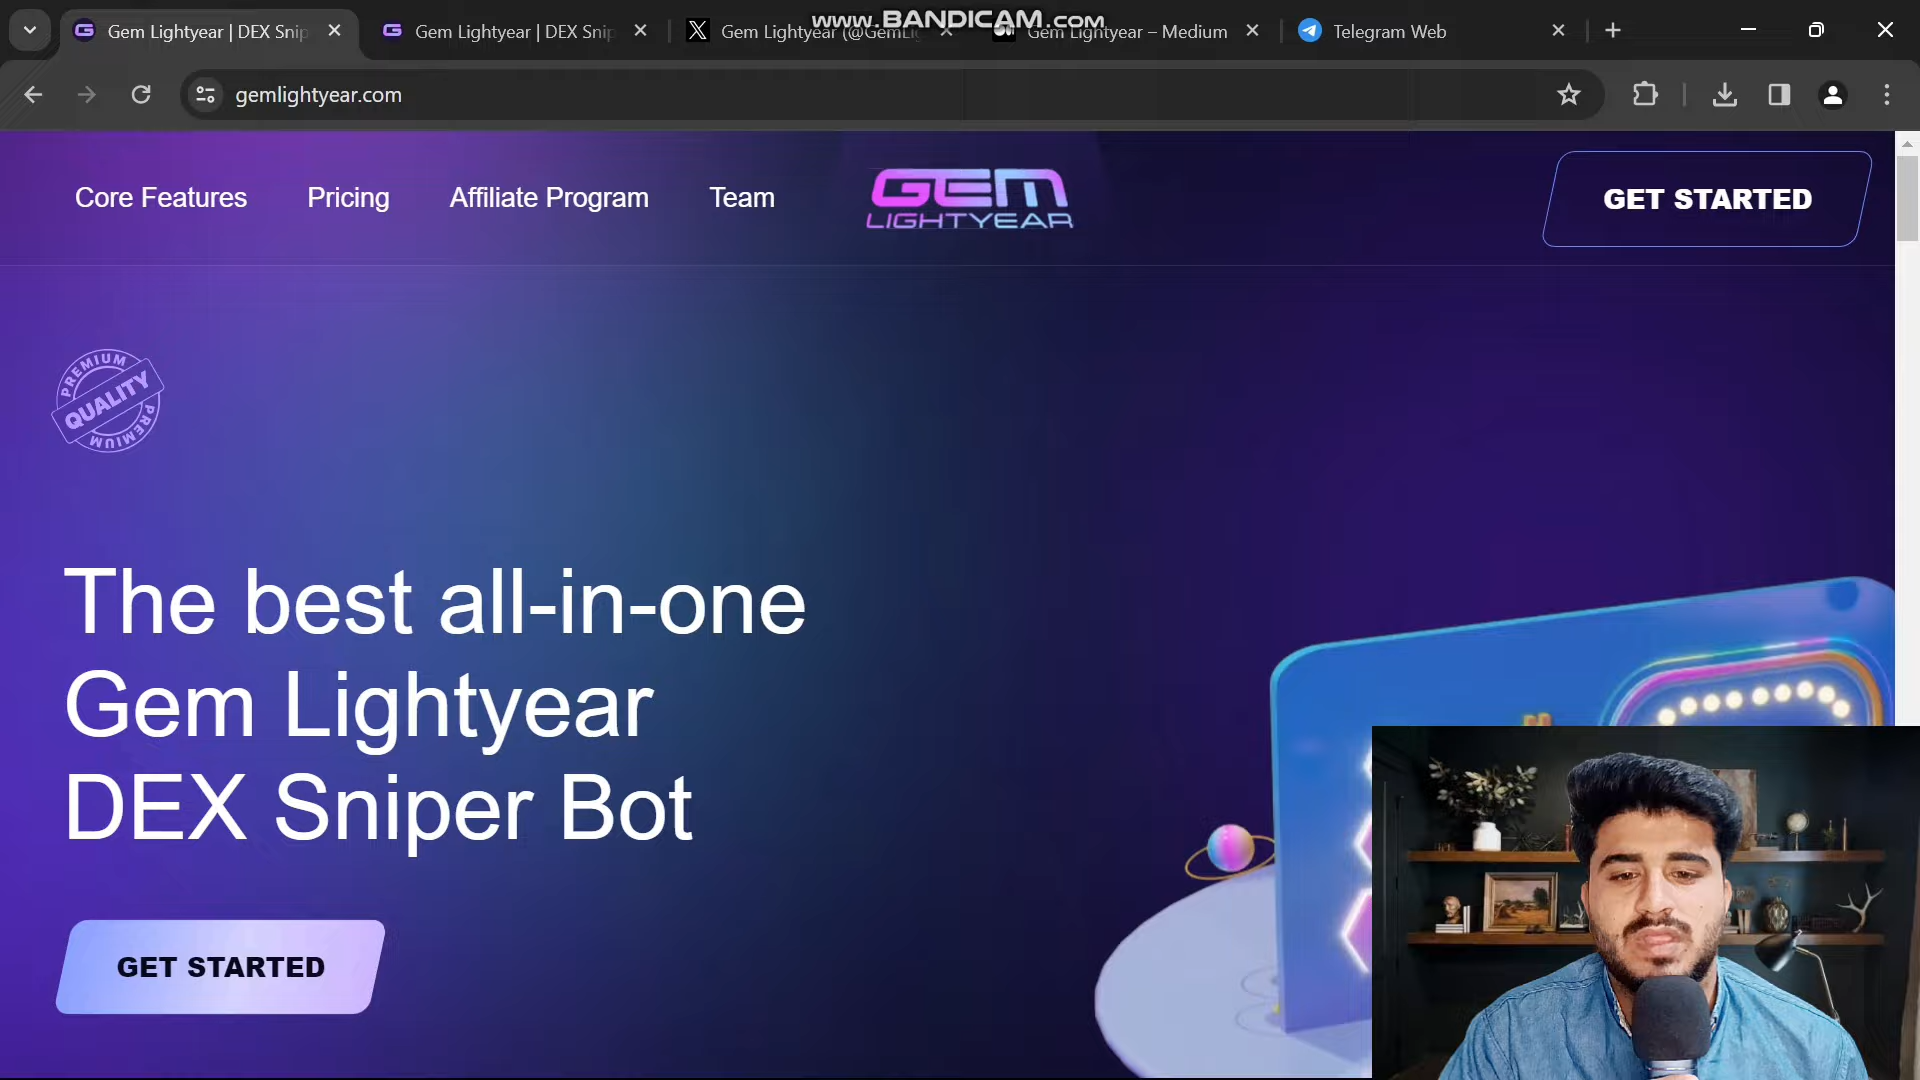 www.BANDICAM.com
Gem Lightyear | DEX Snip
Gem Lightyear | DEX Snip
Gem Lightyear (@GemLi
Gem Lightyear – Medium
Telegram Web
gemlightyear.com
Core Features
Pricing
Affiliate Program
Team
GEM
LIGHTYEAR
GET STARTED
PREMIUM
QUALITY
PREMIUM
The best all-in-one
Gem Lightyear
DEX Sniper Bot
GET STARTED